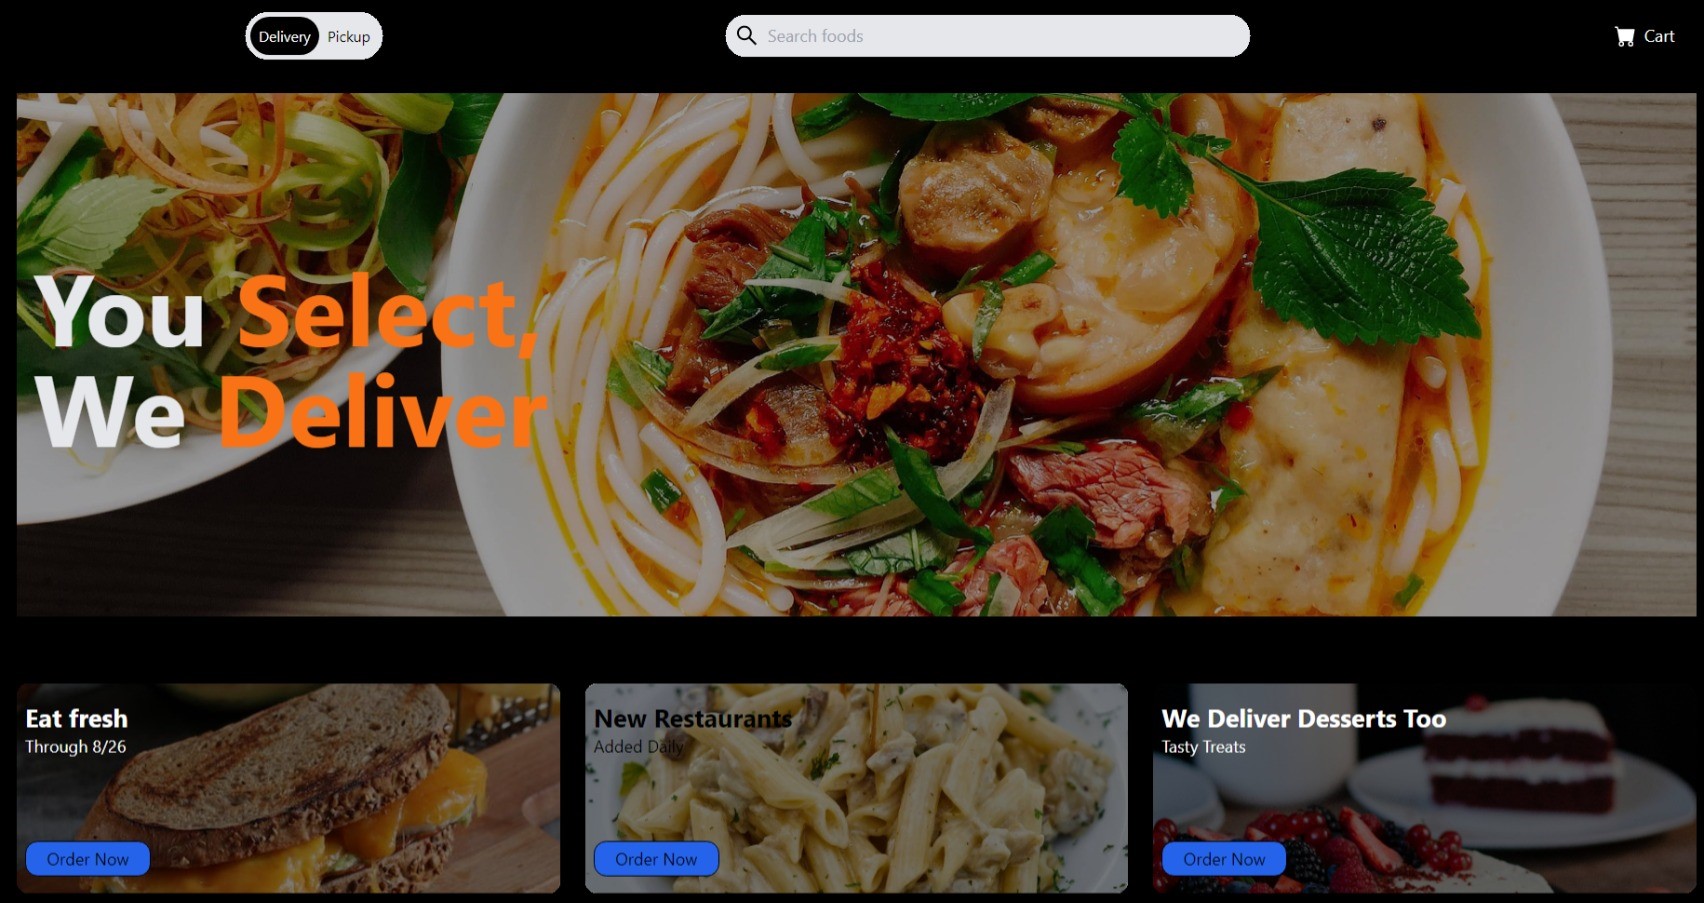 Delivery Pickup
Search foods
Cart
You Select,
We Deliver
Eat fresh
Through 8/26
Order Now
New Restaurants
Added Daily
Order Now
We Deliver Desserts Too
Tasty Treats
Order Now